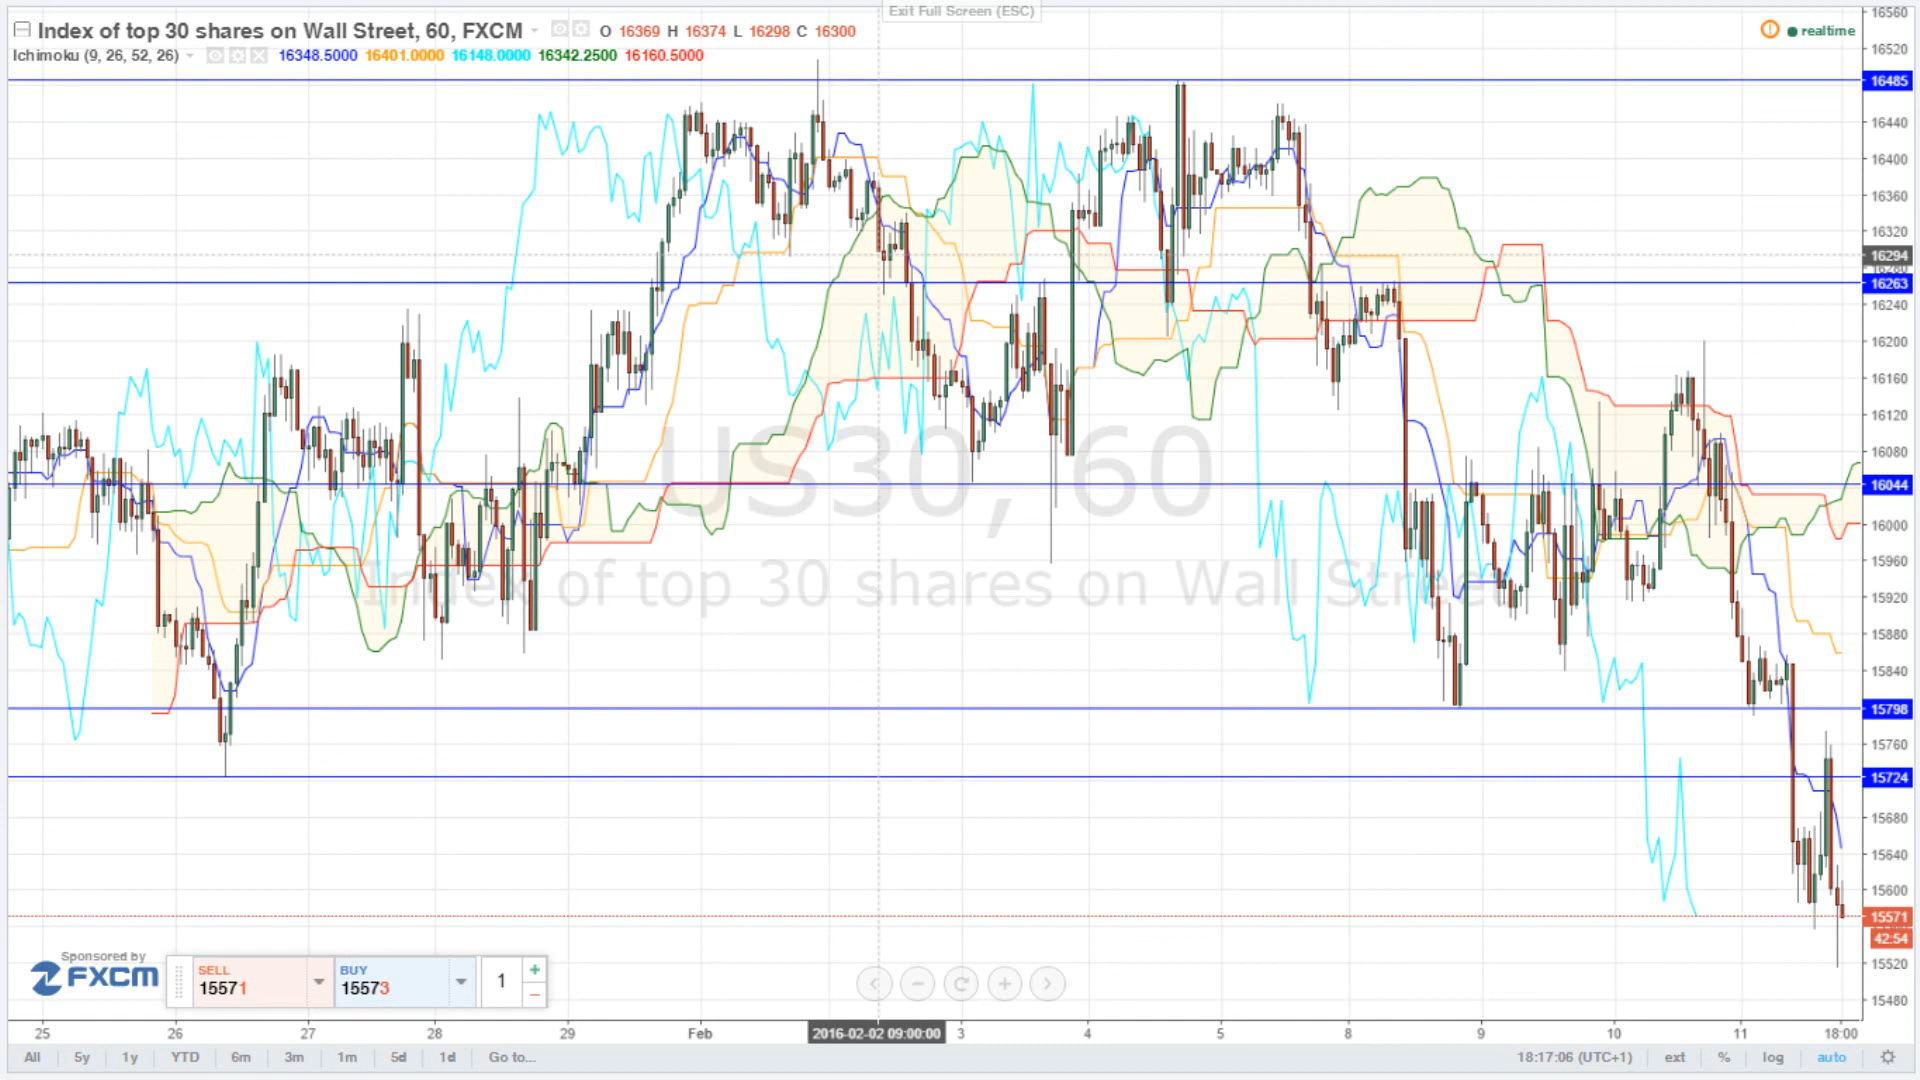 Exit Full Screen (ESC)
Index of top 30 shares on Wall Street, 60, FXCM O 16369 H 16374 L 16298 C 16300
Ichimoku (9, 26, 52, 26) 16348.5000 16401.0000 16148.0000 16342.2500 16160.5000
realtime
16560
16520
16485
16440
16400
16360
16320
16294
16280
16263
16240
16200
16160
16120
16080
16044
16000
15960
15920
15880
15840
15798
15760
15724
15680
15640
15600
15571
42:54
15520
15480
US30, 60
Index of top 30 shares on Wall Street
Sponsored by
FXCM
SELL
15571
BUY
15573
1
25 26 27 28 29 Feb 2016-02-02 09:00:00 3 4 5 8 9 10 11 18:00
All 5y 1y YTD 6m 3m 1m 5d 1d Go to... 18:17:06 (UTC+1) ext % log auto